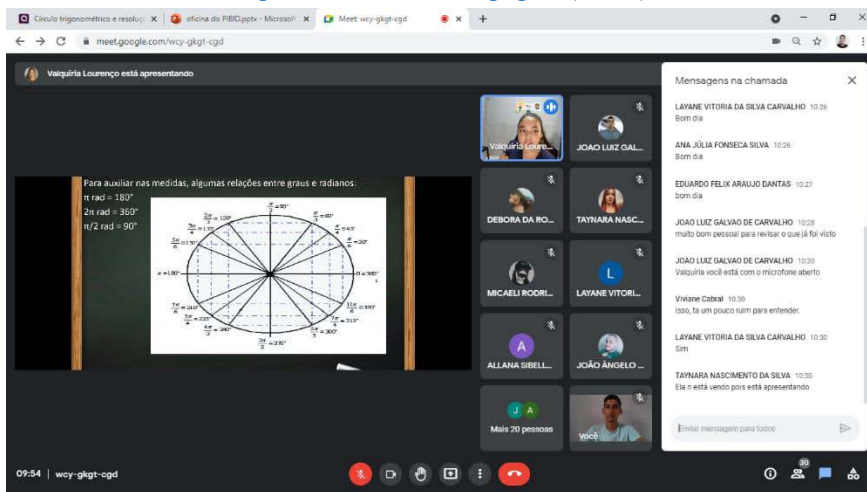 Círculo trigonométrico e resoluç
oficina do PIBID.pptx - Microsof
Meet: wcy-gkgt-cgd
meet.google.com/wcy-gkgt-cgd
Valquíria Lourenço está apresentando
Para auxiliar nas medidas, algumas relações entre graus e radianos:
π rad = 180°
2π rad = 360°
π/2 rad = 90°
Valquíria Loure...
JOAO LUIZ GAL...
DEBORA DA RO...
TAYNARA NASC...
MICAELI RODRI...
L
LAYANE VITORI...
A
ALLANA SIBELL...
JOÃO ÂNGELO ...
J A
Mais 20 pessoas
Você
Mensagens na chamada
LAYANE VITORIA DA SILVA CARVALHO 10:26
Bom dia
ANA JÚLIA FONSECA SILVA 10:26
Bom dia
EDUARDO FELIX ARAUJO DANTAS 10:27
bom dia
JOAO LUIZ GALVAO DE CARVALHO 10:28
muito bom pessoal para revisar o que já foi visto
JOAO LUIZ GALVAO DE CARVALHO 10:30
Valquíria você está com o microfone aberto
Viviane Cabral 10:30
Isso, ta um pouco ruim para entender.
LAYANE VITORIA DA SILVA CARVALHO 10:30
Sim
TAYNARA NASCIMENTO DA SILVA 10:30
Ela n está vendo pois está apresentando
Enviar mensagem para todos
09:54 | wcy-gkgt-cgd
30